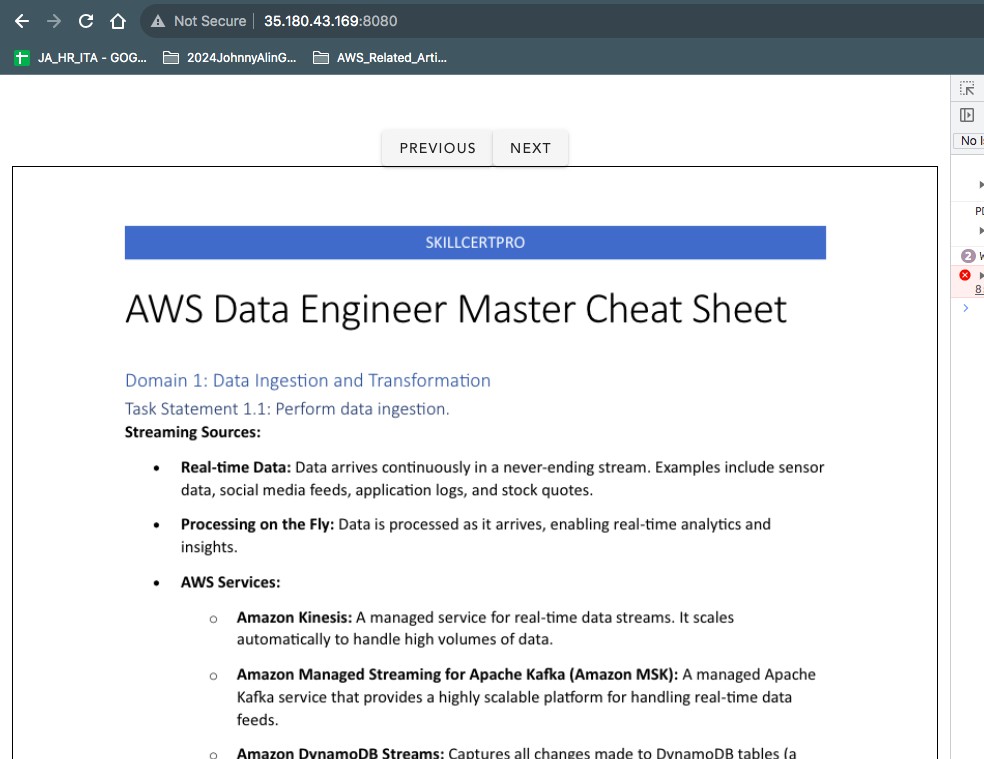 Not Secure 35.180.43.169:8080
JA_HR_ITA - GOG... 2024JohnnyAlinG... AWS_Related_Arti...
No
PREVIOUS NEXT
2
8
SKILLCERTPRO
AWS Data Engineer Master Cheat Sheet
Domain 1: Data Ingestion and Transformation
Task Statement 1.1: Perform data ingestion.
Streaming Sources:
• Real-time Data: Data arrives continuously in a never-ending stream. Examples include sensor
data, social media feeds, application logs, and stock quotes.
• Processing on the Fly: Data is processed as it arrives, enabling real-time analytics and
insights.
• AWS Services:
o Amazon Kinesis: A managed service for real-time data streams. It scales
automatically to handle high volumes of data.
o Amazon Managed Streaming for Apache Kafka (Amazon MSK): A managed Apache
Kafka service that provides a highly scalable platform for handling real-time data
feeds.
o Amazon DynamoDB Streams: Captures all changes made to DynamoDB tables (a